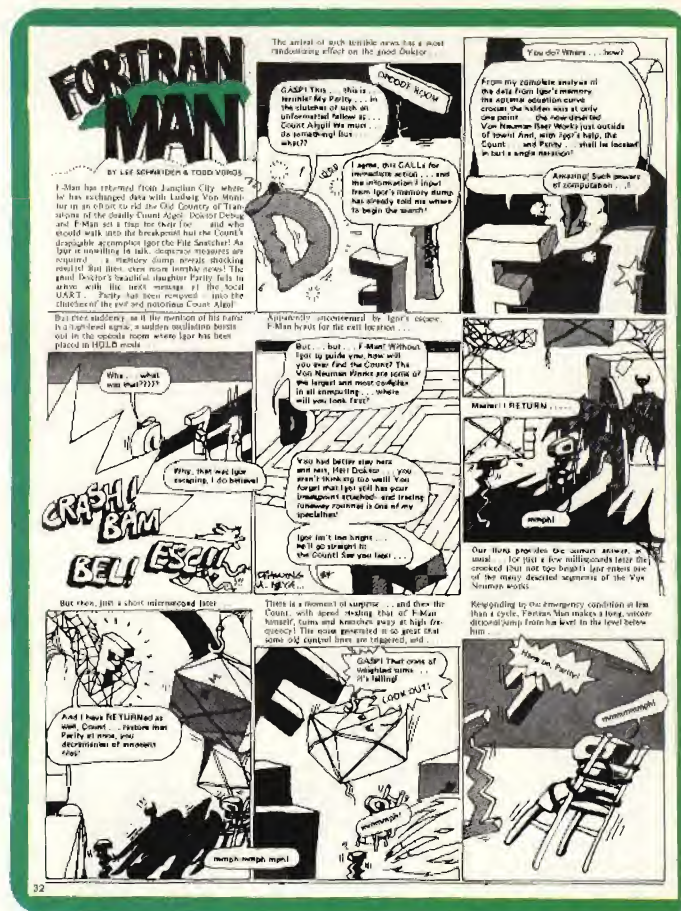 FORTRAN
MAN
BY LEE SCHNEIDER & TODD VOROS
F-Man has returned from Junction City where
he has exchanged data with Ludwig Von Moni-
tor in an effort to rid the Old Country of Tran-
sistors of the deadly Count Algol. Doktor Debug
and F-Man set a trap for their foe and who
should walk into the breakpoint but the Count's
despicable accomplice Igor the File Snatcher! As
Igor is unwilling to talk, desperate measures are
required a memory dump reveals shocking
results! But then, even more terrible news! The
good Doktor's beautiful daughter Parity fails to
arrive with the next message at the local
UART. Parity has been removed into the
clutches of the evil and notorious Count Algol!
The arrival of such terrible news has a most
randomizing effect on the good Doktor...
GASP! This... this is
terrible! My Parity... in
the clutches of such an
unformatted fellow as
Count Algol! We must
do something! But
what??
OPCODE ROOM
I agree, this CALLs for
immediate action... and
the information I input
from Igor's memory dump
has already told me where
to begin the search!
You do? Where... how?
From my complete analysis of
the data from Igor's memory
the optimal equation curve
crosses the hidden axis at only
one point... the now deserted
Von Neuman Beer Works just outside
of town! And, with Igor's help, the
Count... and Parity... shall be located
in but a single iteration!
Amazing! Such powers
of computation...!
But then suddenly, as if the mention of his name
is a high-level signal, a sudden oscillation bursts
out in the opcode room where Igor has been
placed in HOLD mode...
Wha... what
was that?????
Why, that was Igor
escaping, I do believe!
CRASH!
BAM
BEL!
ESC!!
Apparently unconcerned by Igor's escape,
F-Man heads for the exit location...
But... but... F-Man! Without
Igor to guide you, how will
you ever find the Count? The
Von Neuman Works are some of
the largest and most complex
in all computing... where
will you look first?
You had better stay here
and rest, Herr Doktor... you
aren't thinking too well! You
forget that Igor still has your
breakpoint attached- and tracing
runaway routines is one of my
specialties!
Igor isn't too bright...
he'll go straight to
the Count! See you later...
Master! I RETURN.....
mmph!
Our Hero provides the correct answer, as
usual... for just a few milliseconds later the
crooked (but not too bright) Igor enters one
of the many deserted segments of the Von
Neuman works
But then, just a short microsecond later
And I have RETURNed as
well, Count... restore that
Parity at once, you
decrementer of innocent
files!
mmph mmph mph!
There is a moment of surprise... and then the
Count, with speed rivaling that of F-Man
himself, turns and branches away at high fre-
quency! The noise generated is so great that
some old control lines are triggered, and
GASP! That crate of
weighted sums...
it's falling!
LOOK OUT!
mmmmph!
Responding to the emergency condition in less
than a cycle, Fortran Man makes a long, uncon-
ditional jump from his level to the level below
him...
Hang on, Parity!
mmmmmmph!
32